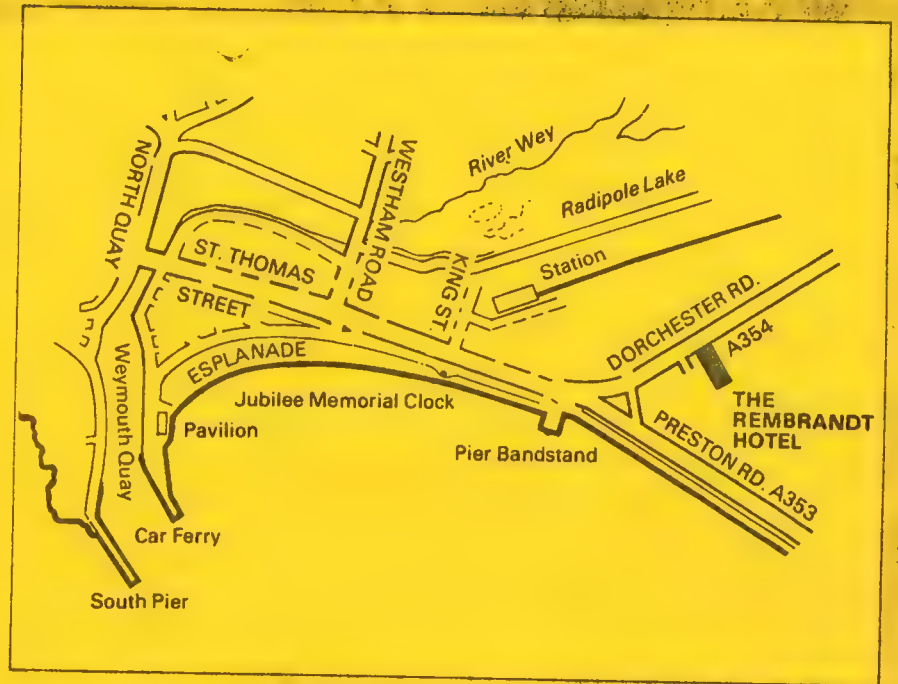 NORTH QUAY
WESTHAM ROAD
River Wey
Radipole Lake
ST. THOMAS
STREET
KING ST.
Station
ESPLANADE
DORCHESTER RD.
A354
THE
REMBRANDT
HOTEL
Jubilee Memorial Clock
Weymouth Quay
Pavilion
Pier Bandstand
PRESTON RD. A353
Car Ferry
South Pier